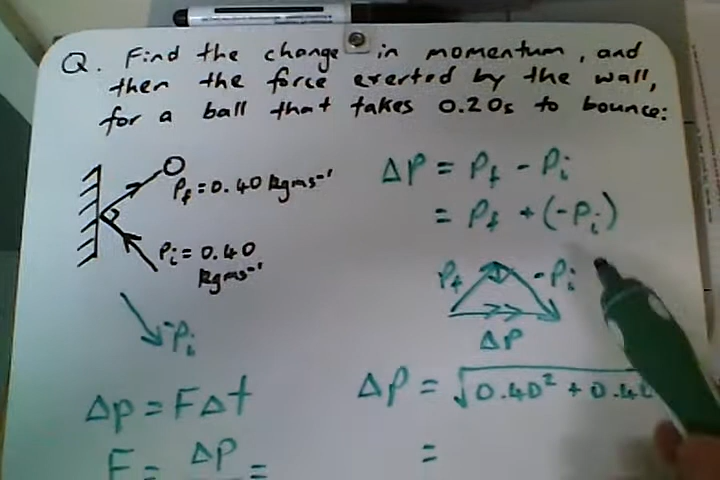 Q. Find the change in momentum, and
then the force exerted by the wall,
for a ball that takes 0.20s to bounce:
Pf = 0.40 kgms⁻¹
Pi = 0.40
kgms⁻¹
-Pi
Δp = FΔt
F = ΔP =
ΔP = Pf - Pi
= Pf + (-Pi)
Pf -Pi
ΔP
ΔP = √0.40² + 0.4
=